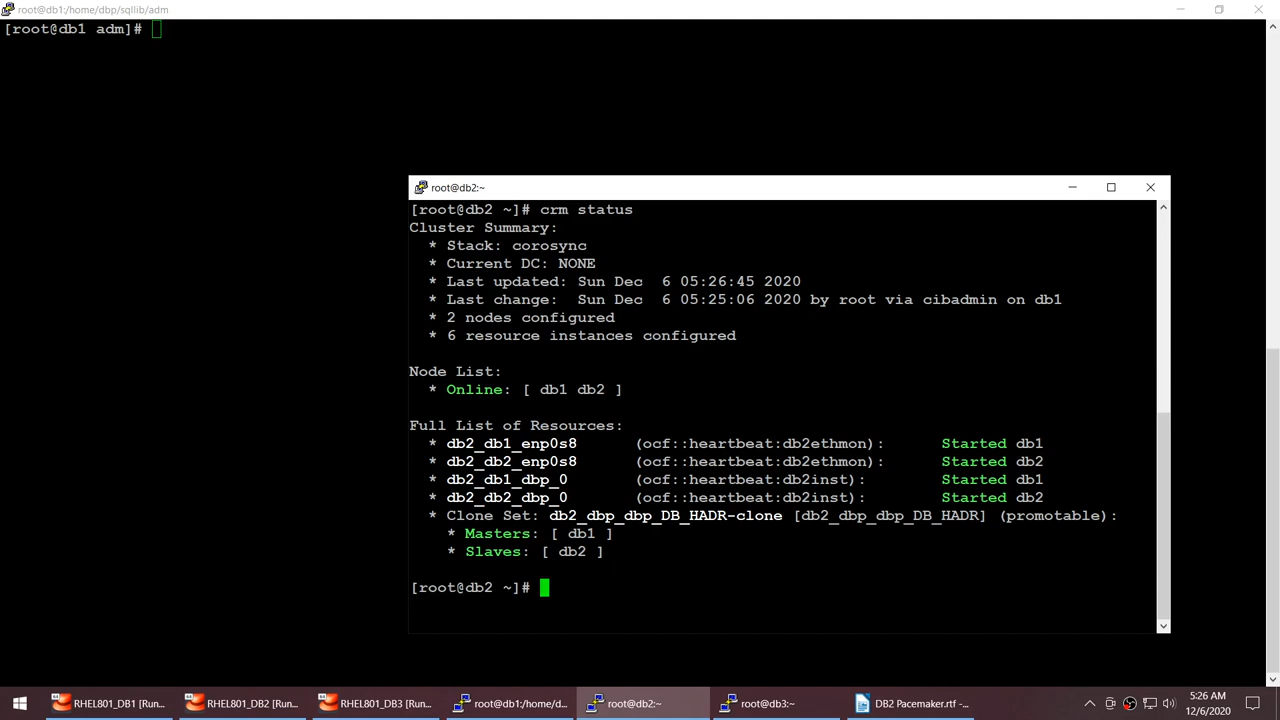 root@db1:/home/dbp/sqllib/adm
[root@db1 adm]#
root@db2:~
[root@db2 ~]# crm status
Cluster Summary:
* Stack: corosync
* Current DC: NONE
* Last updated: Sun Dec  6 05:26:45 2020
* Last change:  Sun Dec  6 05:25:06 2020 by root via cibadmin on db1
* 2 nodes configured
* 6 resource instances configured
Node List:
* Online: [ db1 db2 ]
Full List of Resources:
* db2_db1_enp0s8 (ocf::heartbeat:db2ethmon): Started db1
* db2_db2_enp0s8 (ocf::heartbeat:db2ethmon): Started db2
* db2_db1_dbp_0 (ocf::heartbeat:db2inst): Started db1
* db2_db2_dbp_0 (ocf::heartbeat:db2inst): Started db2
* Clone Set: db2_dbp_dbp_DB_HADR-clone [db2_dbp_dbp_DB_HADR] (promotable):
* Masters: [ db1 ]
* Slaves: [ db2 ]
[root@db2 ~]#
RHEL801_DB1 [Run...
RHEL801_DB2 [Run...
RHEL801_DB3 [Run...
root@db1:/home/d...
root@db2:~
root@db3:~
DB2 Pacemaker.rtf -...
5:26 AM
12/6/2020